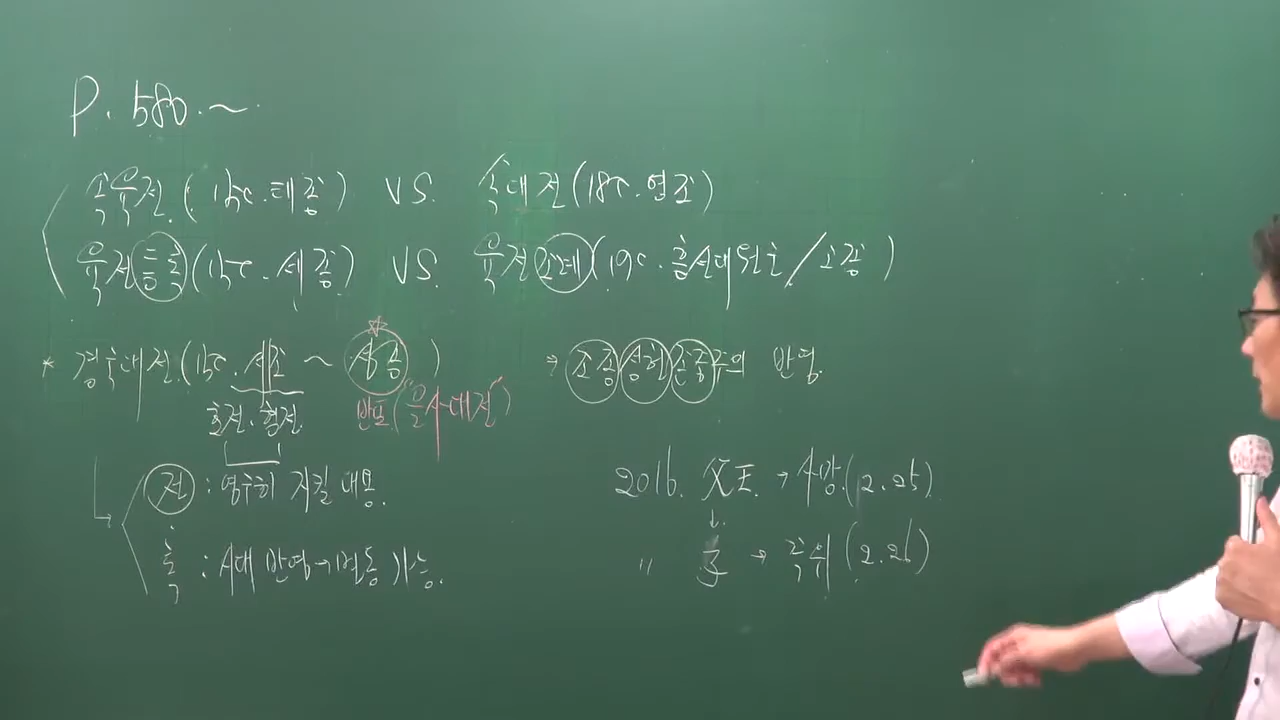 P. 580. ~
속육전 (15C. 태종) VS. 속대전 (18C. 영조)
육전등록 (15C. 세종) VS. 육전조례 (19C. 흥선대원군/고종)
* 경국대전 (15C. 세조 ~ 성종) → 조종성헌존중주의 반영.
호전. 형전. 반포 ("을사대전")
전 : 영구히 지킬 내용. 2016. 父王. → 사망. (2. 25)
↓.
록 : 시대 반영 → 변동 가능. " 子 → 즉위 (2. 26)